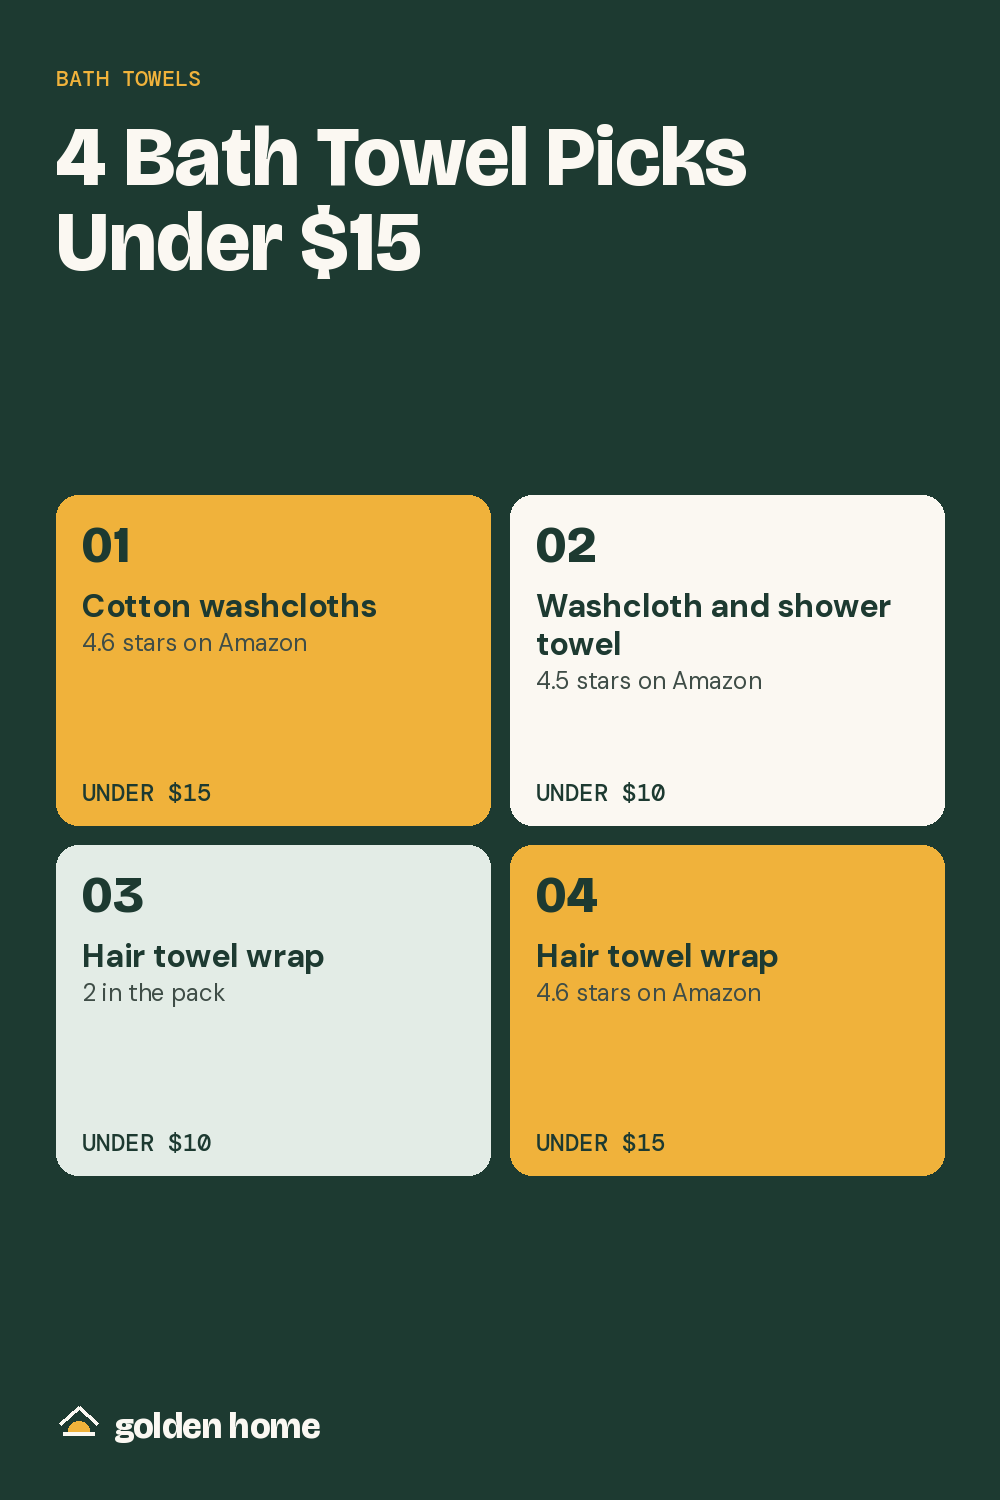 BATH TOWELS
4 Bath Towel Picks
Under $15
01
Cotton washcloths
4.6 stars on Amazon
UNDER $15
02
Washcloth and shower
towel
4.5 stars on Amazon
UNDER $10
03
Hair towel wrap
2 in the pack
UNDER $10
04
Hair towel wrap
4.6 stars on Amazon
UNDER $15
golden home